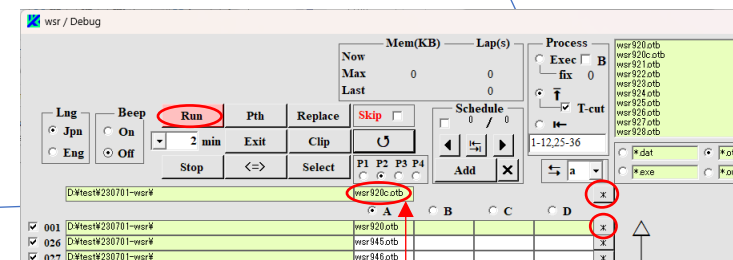 wsr / Debug
Mem(KB) Lap(s)
Now
Max 0 0
Last 0
Process
Exec B
fix 0
T-cut
1-12,25-36
a
wsr920.otb
wsr920c.otb
wsr921.otb
wsr922.otb
wsr923.otb
wsr924.otb
wsr925.otb
wsr926.otb
wsr927.otb
wsr928.otb
*.dat
*.exe
Lng Beep
Jpn On
Eng Off
Run Pth Replace Skip
2 min Exit Clip ↺
Stop <=> Select P1 P2 P3 P4
Schedule
0 / 0
Add X
D:¥test¥230701-wsr¥ wsr920c.otb *
A B C D
001 D:¥test¥230701-wsr¥ wsr920.otb *
026 D:¥test¥230701-wsr¥ wsr945.otb *
027 D:¥test¥230701-wsr¥ wsr946.otb *